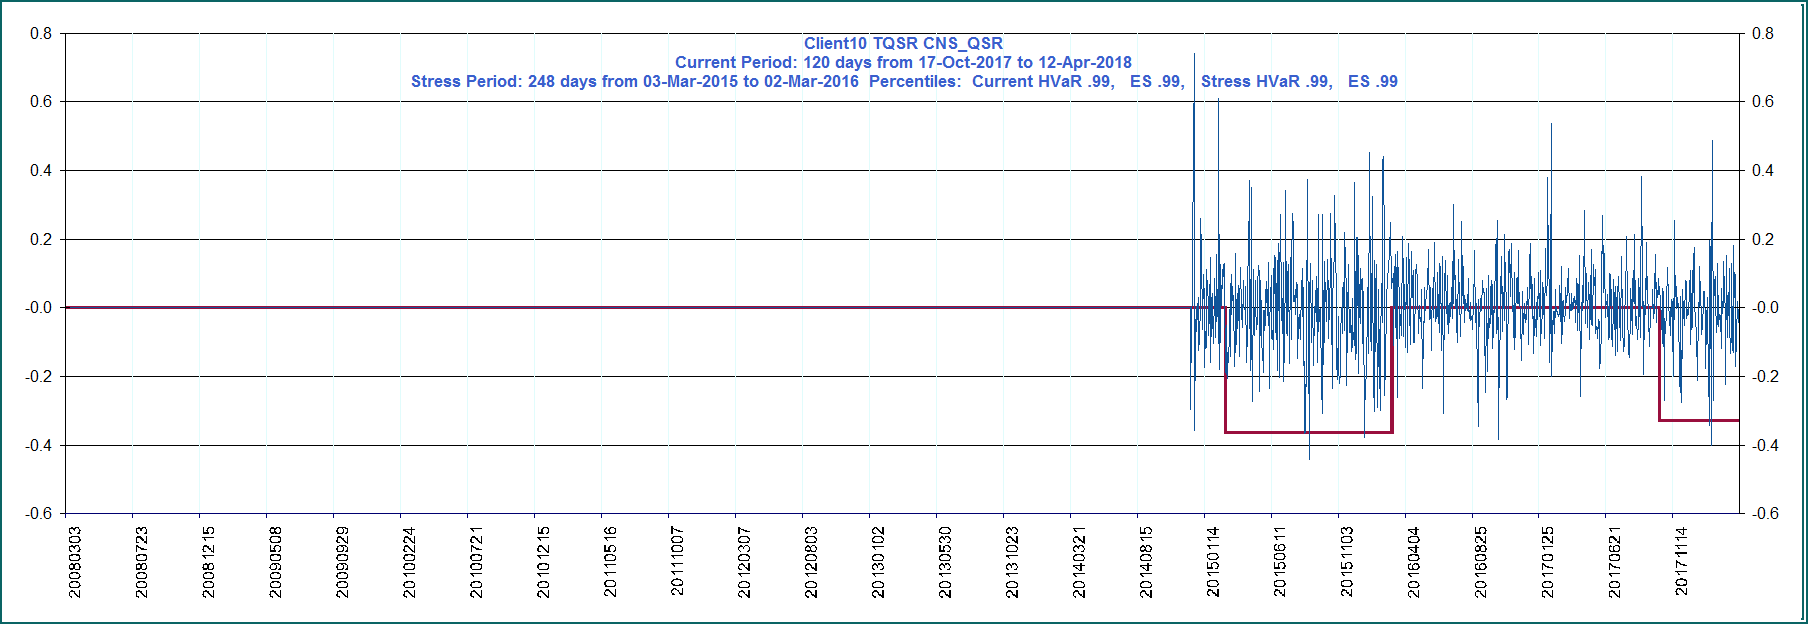 Client10 TQSR CNS_QSR
Current Period: 120 days from 17-Oct-2017 to 12-Apr-2018
Stress Period: 248 days from 03-Mar-2015 to 02-Mar-2016  Percentiles:  Current HVaR .99,   ES .99,   Stress HVaR .99,   ES .99
0.8 0.8
0.6 0.6
0.4 0.4
0.2 0.2
-0.0 -0.0
-0.2 -0.2
-0.4 -0.4
-0.6 -0.6
20080303 20080723 20081215 20090508 20090929 20100224 20100721 20101215 20110516 20111007 20120307 20120803 20130102 20130530 20131023 20140321 20140815 20150114 20150611 20151103 20160404 20160825 20170125 20170621 20171114